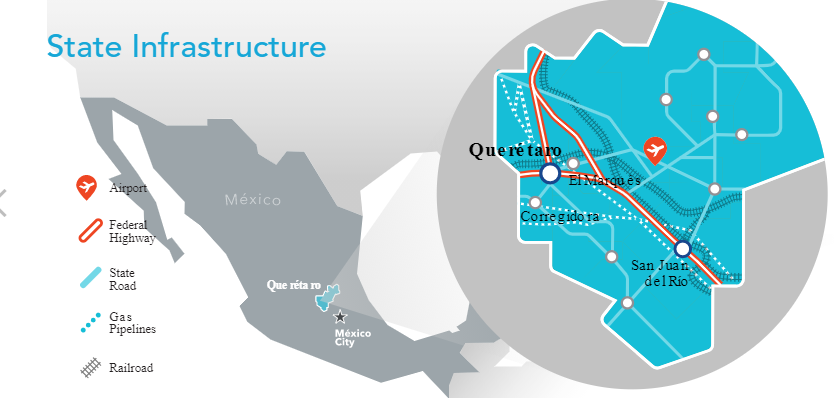 State Infrastructure
Airport
Federal
Highway
State
Road
Gas
Pipelines
Railroad
México
Querétaro
México
City
Querétaro
El Marqués
Corregidora
San Juan
del Río